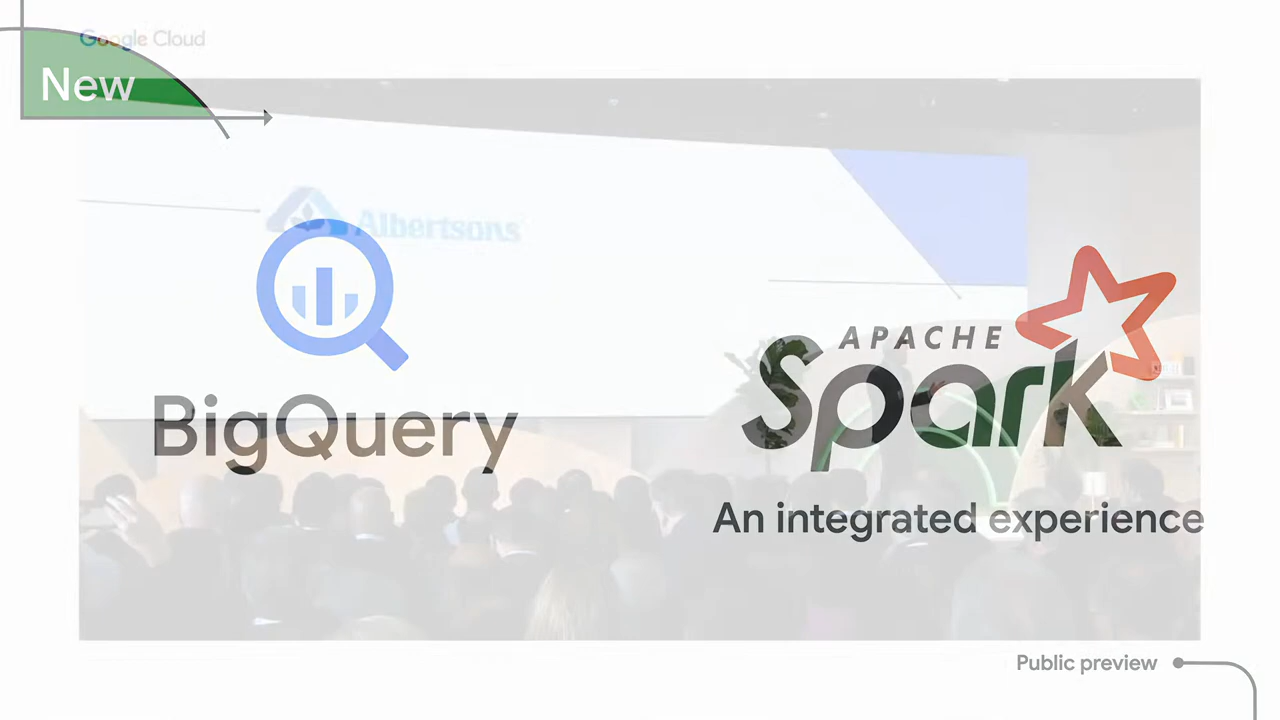 Google Cloud
New
Albertsons
BigQuery
APACHE
Spark
An integrated experience
Public preview